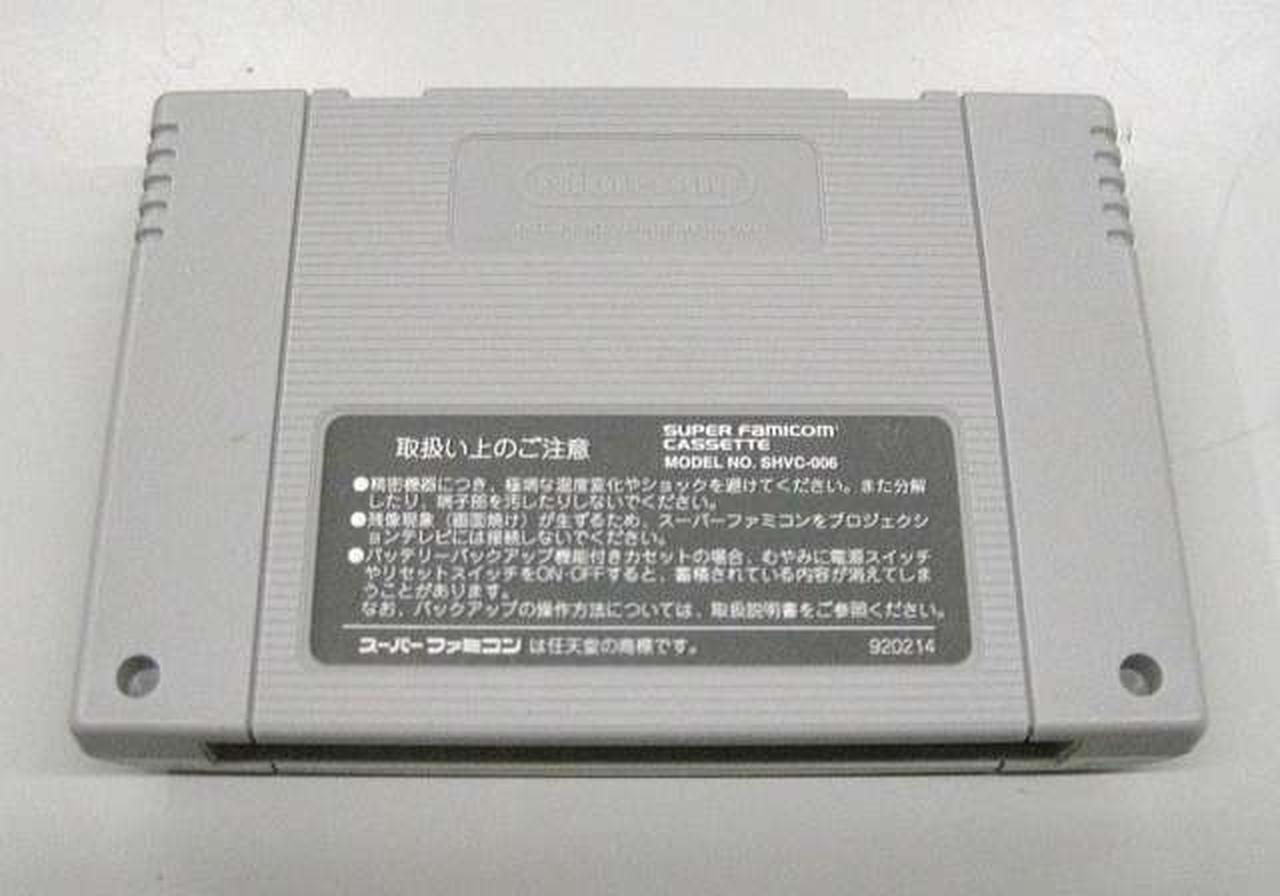 Nintendo
取扱い上のご注意
SUPER Famicom
CASSETTE
MODEL NO. SHVC-006
●精密機器につき、極端な温度変化やショックを避けてください。また分解
したり、端子部を汚したりしないでください。
●残像現象（画面焼け）が生ずるため、スーパーファミコンをプロジェクシ
ョンテレビには接続しないでください。
●バッテリーバックアップ機能付きカセットの場合、むやみに電源スイッチ
やリセットスイッチをON・OFFすると、蓄積されている内容が消えてしま
うことがあります。
なお、バックアップの操作方法については、取扱説明書をご参照ください。
スーパーファミコン は任天堂の商標です。
920214